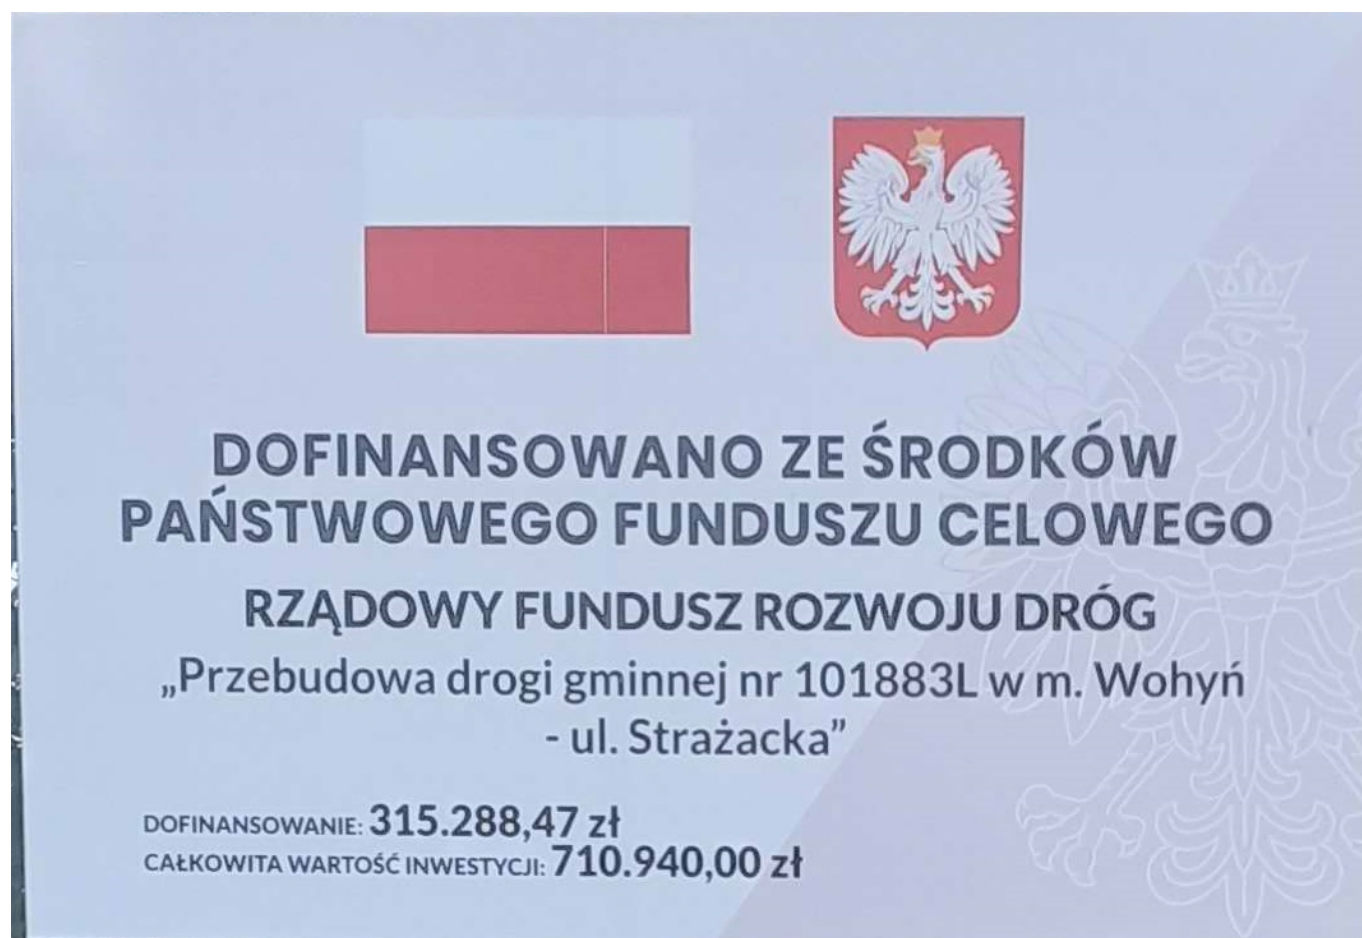 DOFINANSOWANO ZE ŚRODKÓW
PAŃSTWOWEGO FUNDUSZU CELOWEGO
RZĄDOWY FUNDUSZ ROZWOJU DRÓG
„Przebudowa drogi gminnej nr 101883L w m. Wohyń
- ul. Strażacka”
DOFINANSOWANIE: 315.288,47 zł
CAŁKOWITA WARTOŚĆ INWESTYCJI: 710.940,00 zł